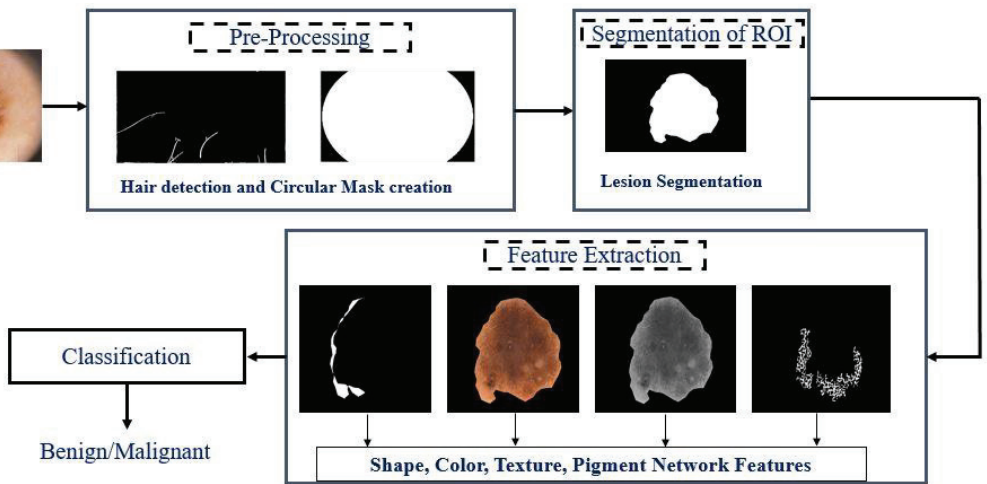 Pre-Processing
Hair detection and Circular Mask creation
Segmentation of ROI
Lesion Segmentation
Feature Extraction
Shape, Color, Texture, Pigment Network Features
Classification
Benign/Malignant